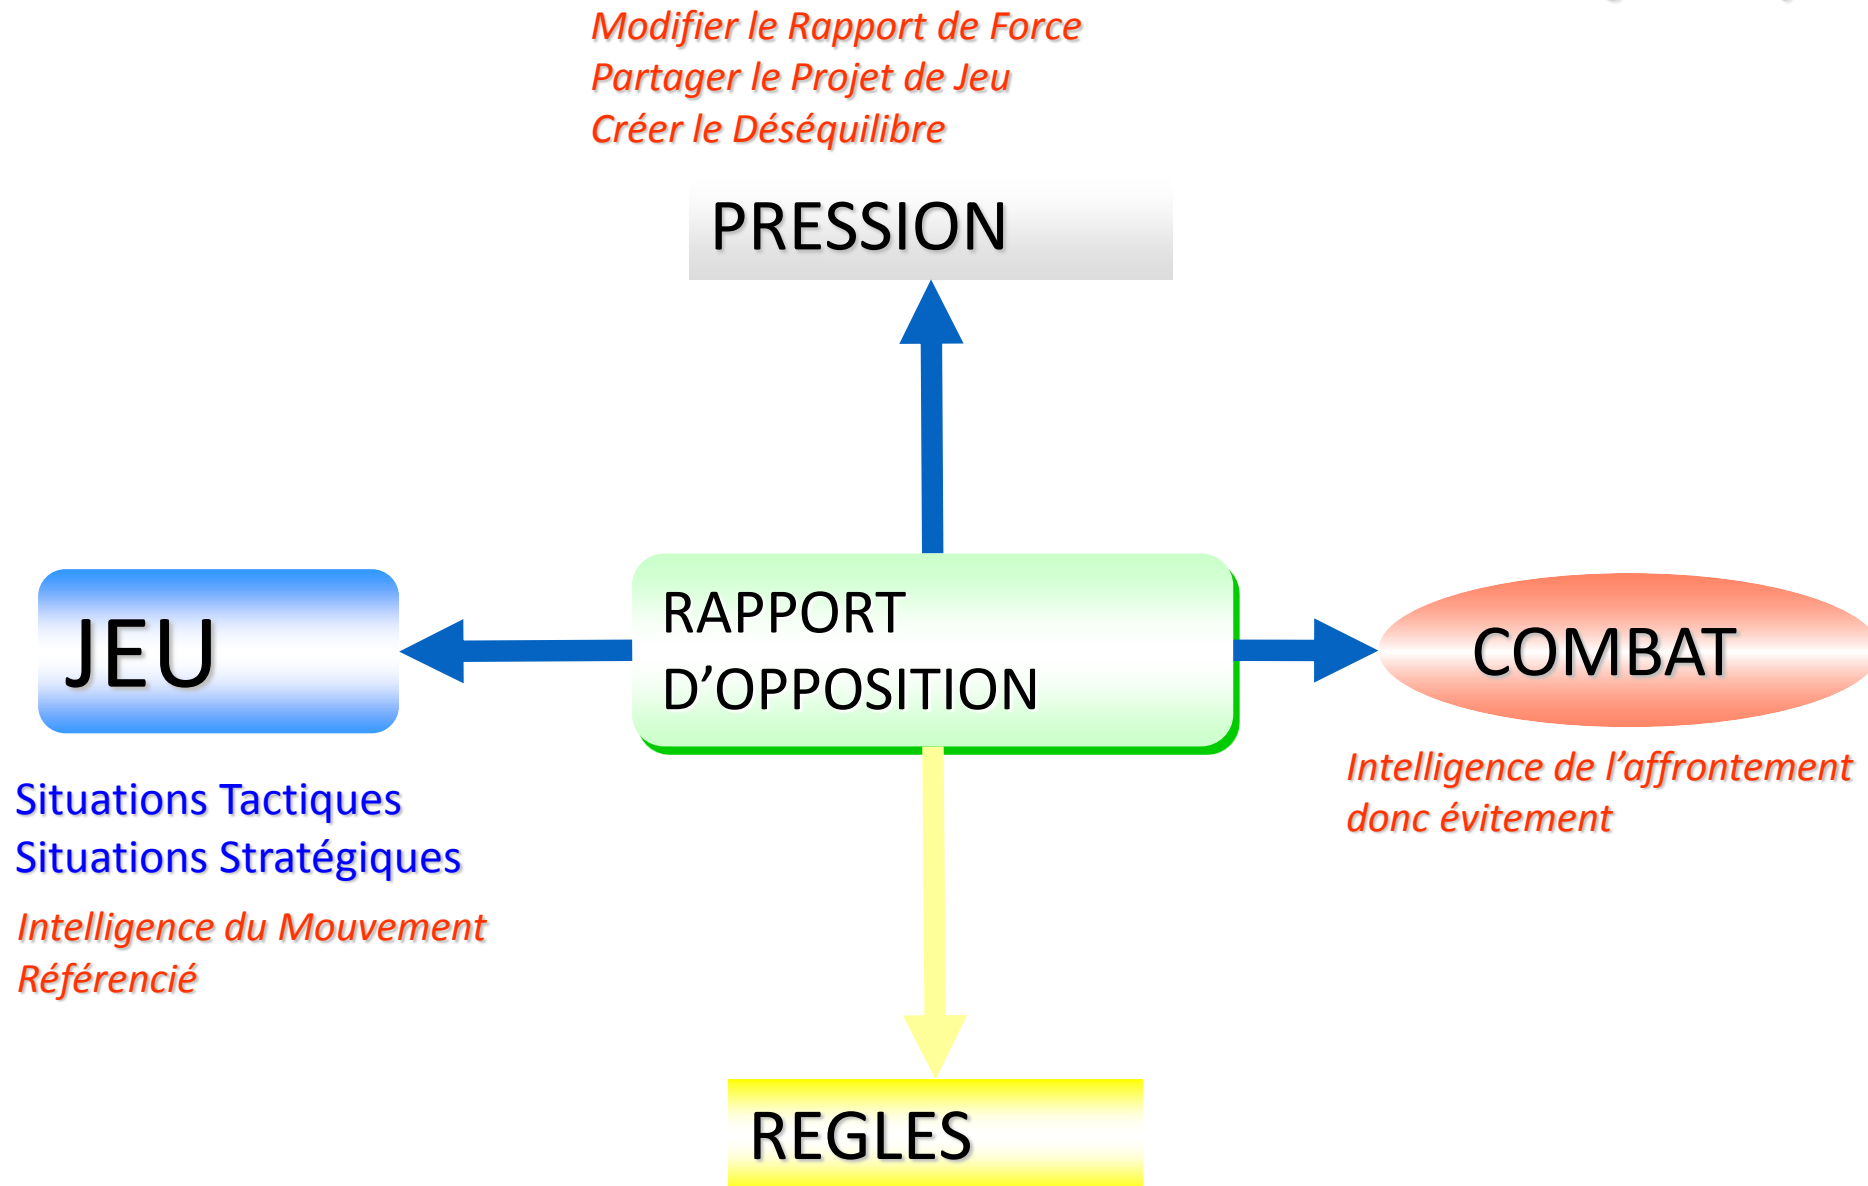 Modifier le Rapport de Force
Partager le Projet de Jeu
Créer le Déséquilibre
PRESSION
JEU
RAPPORT
D’OPPOSITION
COMBAT
Situations Tactiques
Situations Stratégiques
Intelligence du Mouvement
Référencié
Intelligence de l’affrontement
donc évitement
REGLES